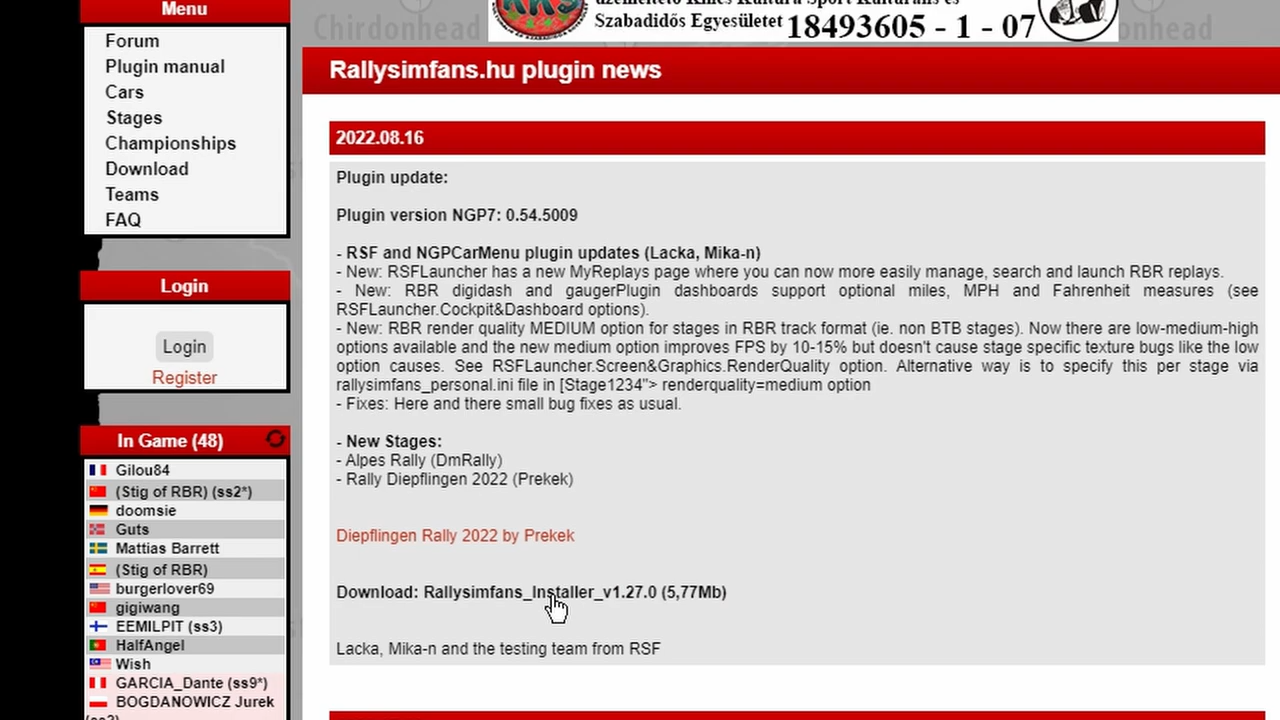 Menu
Forum
Plugin manual
Cars
Stages
Championships
Download
Teams
FAQ
Login
Login
Register
In Game (48)
Gilou84
(Stig of RBR) (ss2*)
doomsie
Guts
Mattias Barrett
(Stig of RBR)
burgerlover69
gigiwang
EEMILPIT (ss3)
HalfAngel
Wish
GARCIA_Dante (ss9*)
BOGDANOWICZ Jurek
Chirdonhead
Szabadidős Egyesületet 18493605 - 1 - 07
onhead
Rallysimfans.hu plugin news
2022.08.16
Plugin update:
Plugin version NGP7: 0.54.5009
- RSF and NGPCarMenu plugin updates (Lacka, Mika-n)
- New: RSFLauncher has a new MyReplays page where you can now more easily manage, search and launch RBR replays.
- New: RBR digidash and gaugerPlugin dashboards support optional miles, MPH and Fahrenheit measures (see
RSFLauncher.Cockpit&Dashboard options).
- New: RBR render quality MEDIUM option for stages in RBR track format (ie. non BTB stages). Now there are low-medium-high
options available and the new medium option improves FPS by 10-15% but doesn't cause stage specific texture bugs like the low
option causes. See RSFLauncher.Screen&Graphics.RenderQuality option. Alternative way is to specify this per stage via
rallysimfans_personal.ini file in [Stage1234"> renderquality=medium option
- Fixes: Here and there small bug fixes as usual.
- New Stages:
- Alpes Rally (DmRally)
- Rally Diepflingen 2022 (Prekek)
Diepflingen Rally 2022 by Prekek
Download: Rallysimfans_Installer_v1.27.0 (5,77Mb)
Lacka, Mika-n and the testing team from RSF